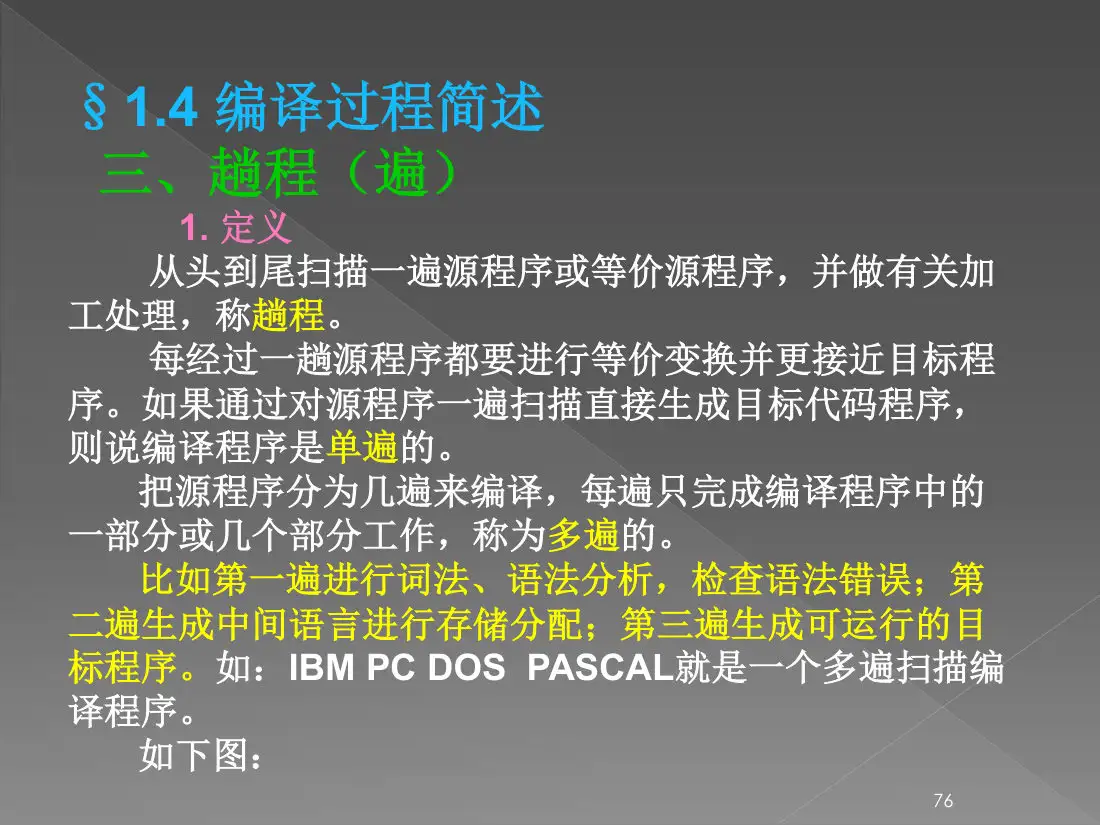 §1.4 编译过程简述
三、趟程（遍）
1. 定义
从头到尾扫描一遍源程序或等价源程序，并做有关加
工处理，称趟程。
每经过一趟源程序都要进行等价变换并更接近目标程
序。如果通过对源程序一遍扫描直接生成目标代码程序，
则说编译程序是单遍的。
把源程序分为几遍来编译，每遍只完成编译程序中的
一部分或几个部分工作，称为多遍的。
比如第一遍进行词法、语法分析，检查语法错误；第
二遍生成中间语言进行存储分配；第三遍生成可运行的目
标程序。如：IBM PC DOS  PASCAL就是一个多遍扫描编
译程序。
如下图：
76